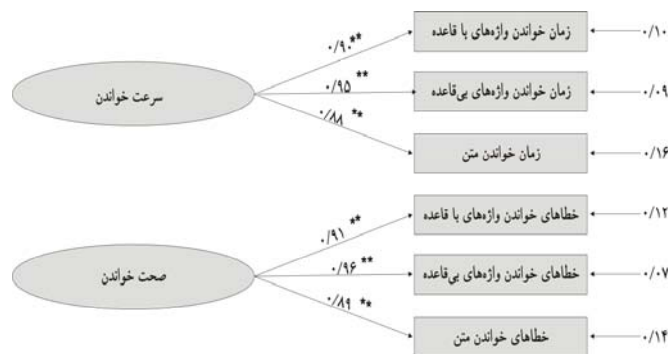 زمان خواندن واژه‌های با قاعده
۰/۱۰
۰/۹۰**
زمان خواندن واژه‌های بی‌قاعده
۰/۰۹
۰/۹۵ **
سرعت خواندن
زمان خواندن متن
۰/۱۶
۰/۸۸ **
خطاهای خواندن واژه‌های با قاعده
۰/۱۲
۰/۹۱ **
خطاهای خواندن واژه‌های بی‌قاعده
۰/۰۷
۰/۹۶ **
صحت خواندن
خطاهای خواندن متن
۰/۱۴
۰/۸۹ **